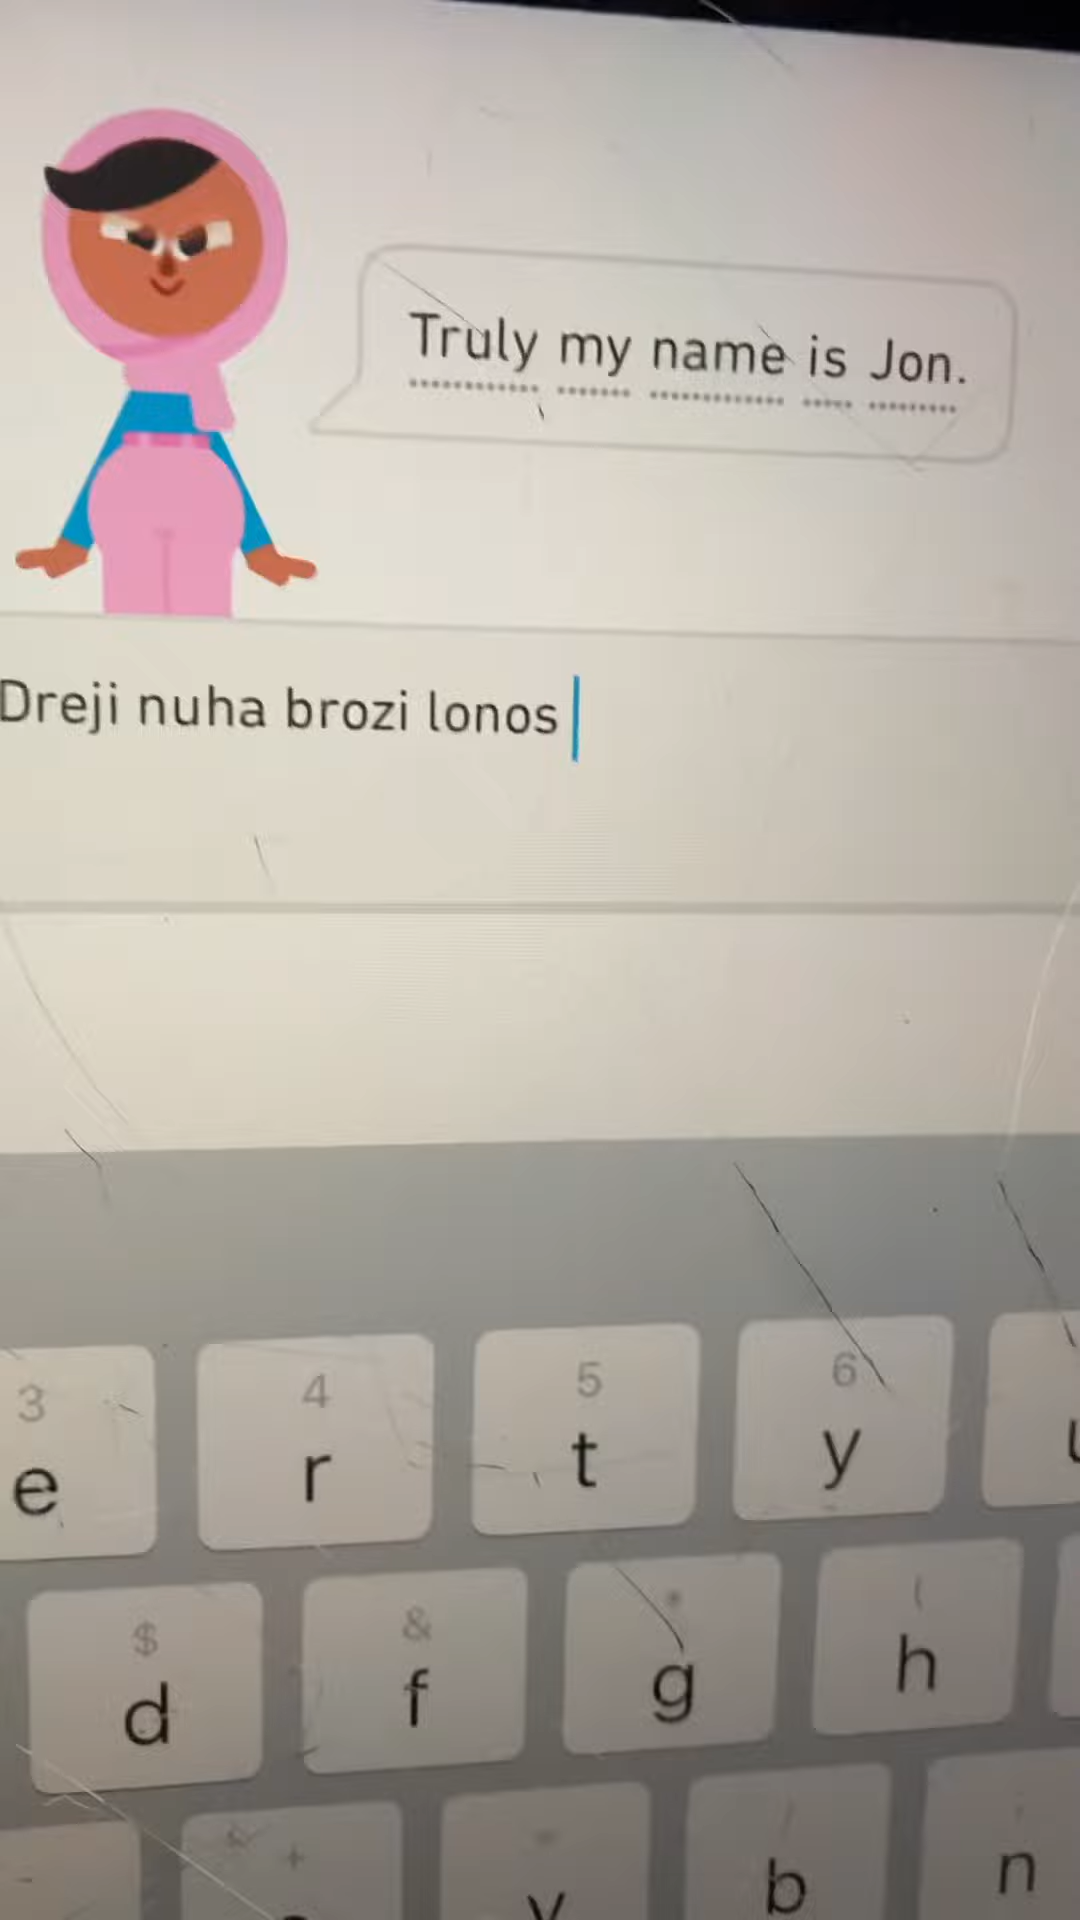 Truly my name is Jon.
Dreji nuha brozi lonos
3 4 5 6
e r t y
$ & * (
d f g h
+
v b n